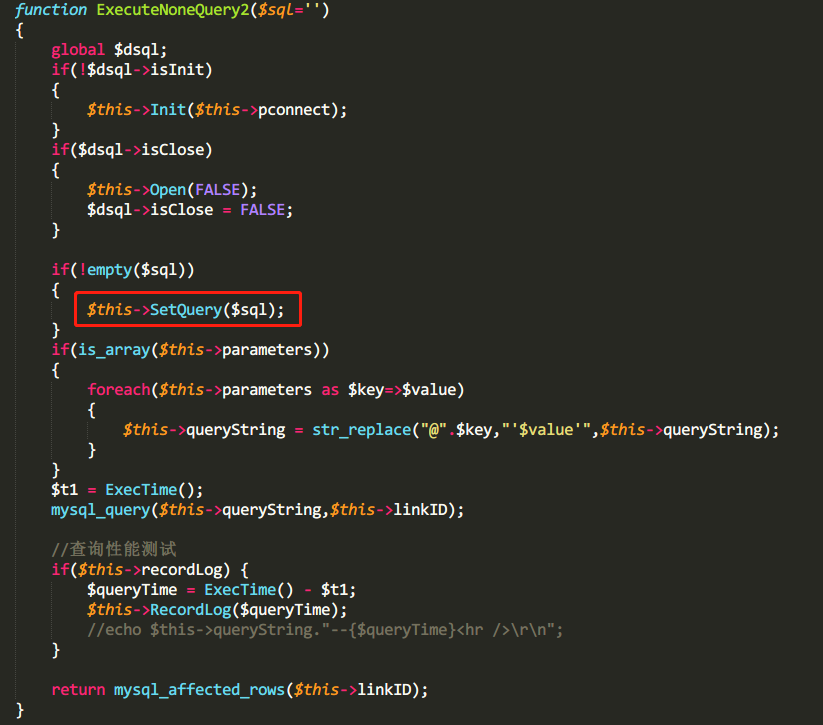 function ExecuteNoneQuery2($sql='')
{
    global $dsql;
    if(!$dsql->isInit)
    {
        $this->Init($this->pconnect);
    }
    if($dsql->isClose)
    {
        $this->Open(FALSE);
        $dsql->isClose = FALSE;
    }

    if(!empty($sql))
    {
        $this->SetQuery($sql);
    }
    if(is_array($this->parameters))
    {
        foreach($this->parameters as $key=>$value)
        {
            $this->queryString = str_replace("@".$key,"'$value'",$this->queryString);
        }
    }
    $t1 = ExecTime();
    mysql_query($this->queryString,$this->linkID);

    //查询性能测试
    if($this->recordLog) {
        $queryTime = ExecTime() - $t1;
        $this->RecordLog($queryTime);
        //echo $this->queryString."--{$queryTime}<hr />\r\n";
    }

    return mysql_affected_rows($this->linkID);
}